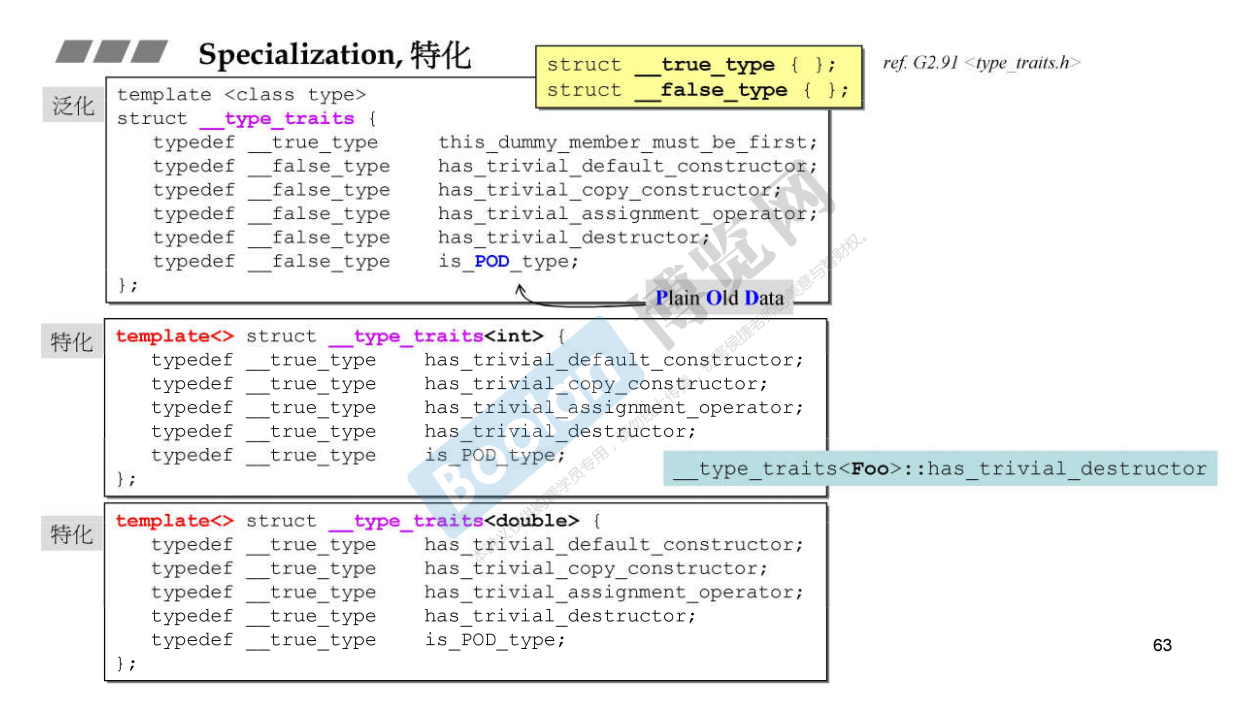 Specialization, 特化
struct __true_type { };
struct __false_type { };
ref. G2.91 <type_traits.h>
泛化
template <class type>
struct __type_traits {
typedef __true_type this_dummy_member_must_be_first;
typedef __false_type has_trivial_default_constructor;
typedef __false_type has_trivial_copy_constructor;
typedef __false_type has_trivial_assignment_operator;
typedef __false_type has_trivial_destructor;
typedef __false_type is_POD_type;
};
Plain Old Data
特化
template<> struct __type_traits<int> {
typedef __true_type has_trivial_default_constructor;
typedef __true_type has_trivial_copy_constructor;
typedef __true_type has_trivial_assignment_operator;
typedef __true_type has_trivial_destructor;
typedef __true_type is_POD_type;
};
__type_traits<Foo>::has_trivial_destructor
特化
template<> struct __type_traits<double> {
typedef __true_type has_trivial_default_constructor;
typedef __true_type has_trivial_copy_constructor;
typedef __true_type has_trivial_assignment_operator;
typedef __true_type has_trivial_destructor;
typedef __true_type is_POD_type;
};
63
Boolan
博览网